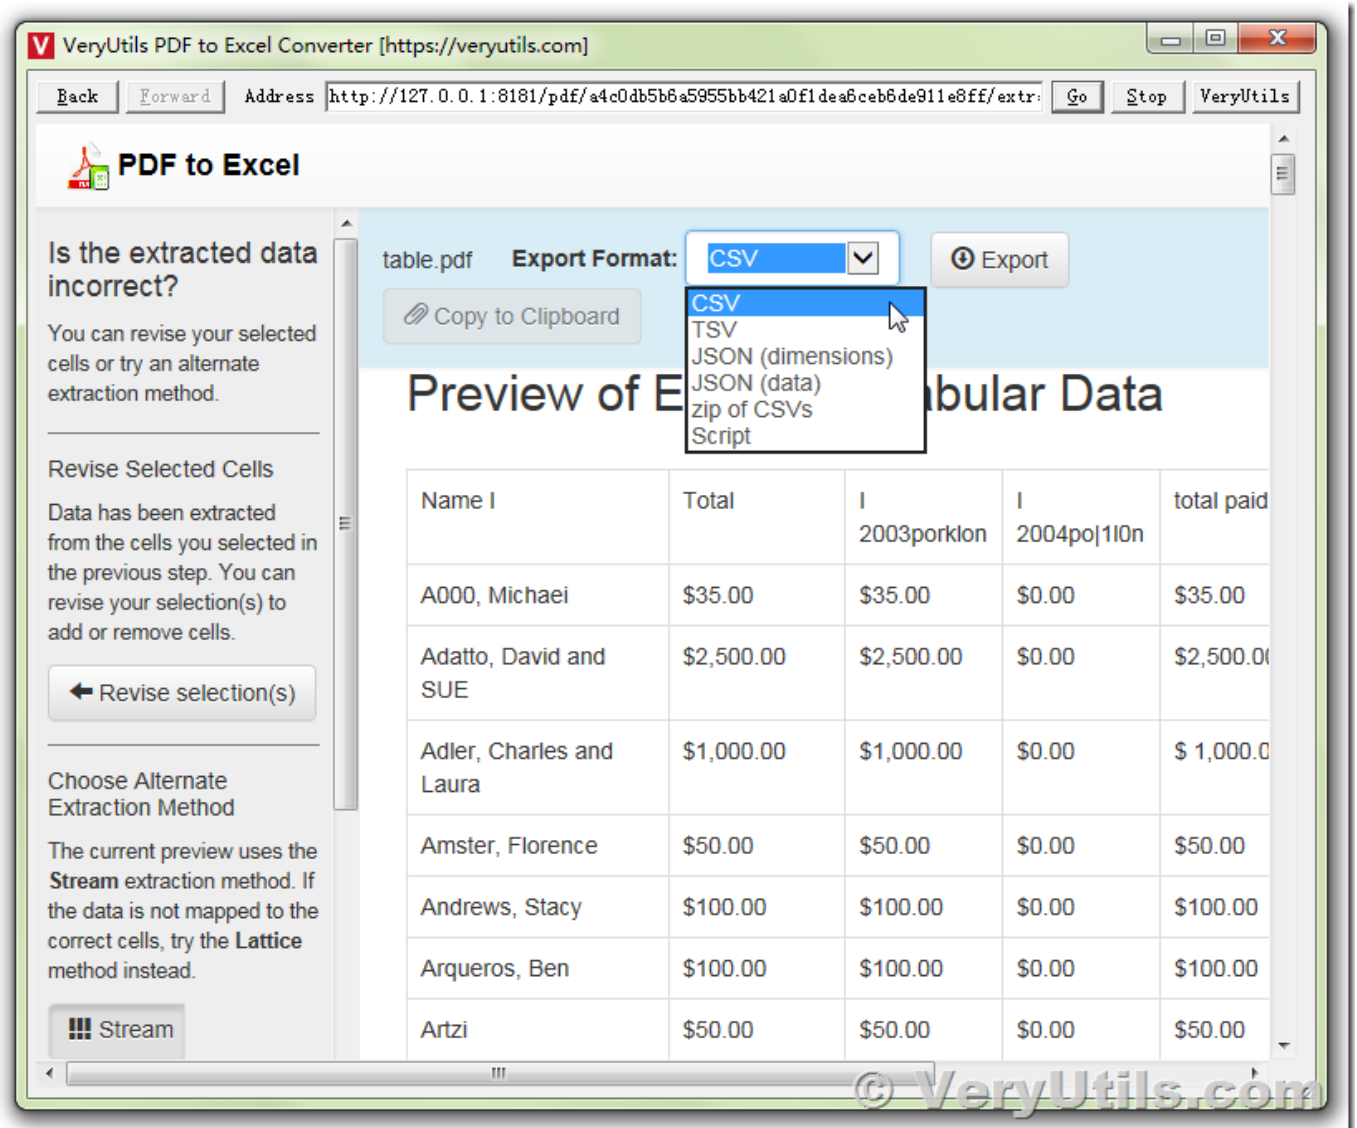 VeryUtils PDF to Excel Converter [https://veryutils.com]
Back Forward Address http://127.0.0.1:8181/pdf/a4c0db5b6a5955bb421a0f1dea6ceb6de911e8ff/extr Go Stop VeryUtils
PDF to Excel
Is the extracted data
incorrect?
You can revise your selected
cells or try an alternate
extraction method.
Revise Selected Cells
Data has been extracted
from the cells you selected in
the previous step. You can
revise your selection(s) to
add or remove cells.
Revise selection(s)
Choose Alternate
Extraction Method
The current preview uses the
Stream extraction method. If
the data is not mapped to the
correct cells, try the Lattice
method instead.
Stream
table.pdf Export Format: CSV Export
Copy to Clipboard
CSV
TSV
JSON (dimensions)
JSON (data)
zip of CSVs
Script
Preview of E abular Data
Name I Total I 2003porklon I 2004po|1l0n total paid
A000, Michaei $35.00 $35.00 $0.00 $35.00
Adatto, David and SUE $2,500.00 $2,500.00 $0.00 $2,500.00
Adler, Charles and Laura $1,000.00 $1,000.00 $0.00 $ 1,000.0
Amster, Florence $50.00 $50.00 $0.00 $50.00
Andrews, Stacy $100.00 $100.00 $0.00 $100.00
Arqueros, Ben $100.00 $100.00 $0.00 $100.00
Artzi $50.00 $50.00 $0.00 $50.00
© VeryUtils.com